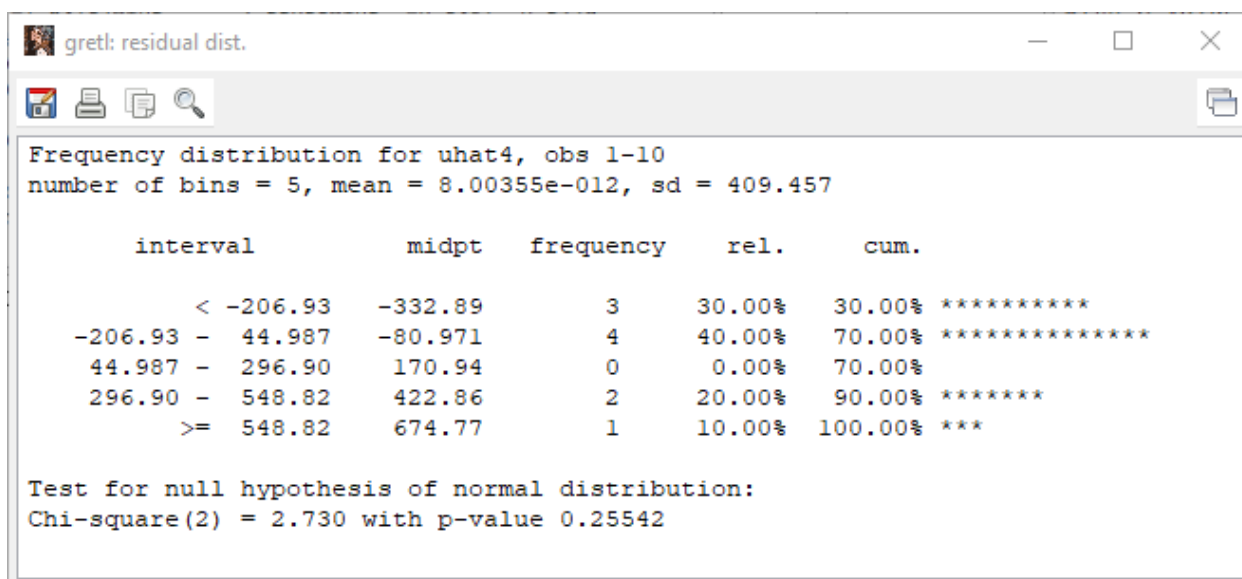 gretl: residual dist.
Frequency distribution for uhat4, obs 1-10
number of bins = 5, mean = 8.00355e-012, sd = 409.457
interval midpt frequency rel. cum.
< -206.93 -332.89 3 30.00% 30.00% **********
-206.93 - 44.987 -80.971 4 40.00% 70.00% **************
44.987 - 296.90 170.94 0 0.00% 70.00%
296.90 - 548.82 422.86 2 20.00% 90.00% *******
>= 548.82 674.77 1 10.00% 100.00% ***
Test for null hypothesis of normal distribution:
Chi-square(2) = 2.730 with p-value 0.25542